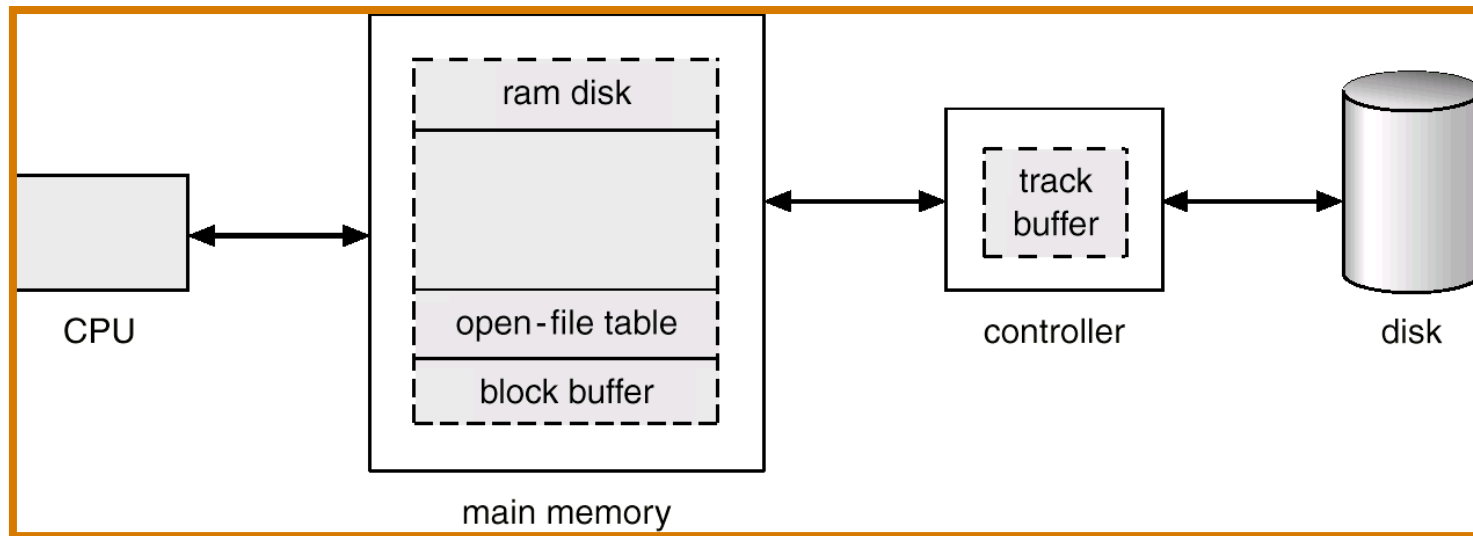 ram disk
track
buffer
open-file table
CPU
controller
disk
block buffer
main memory